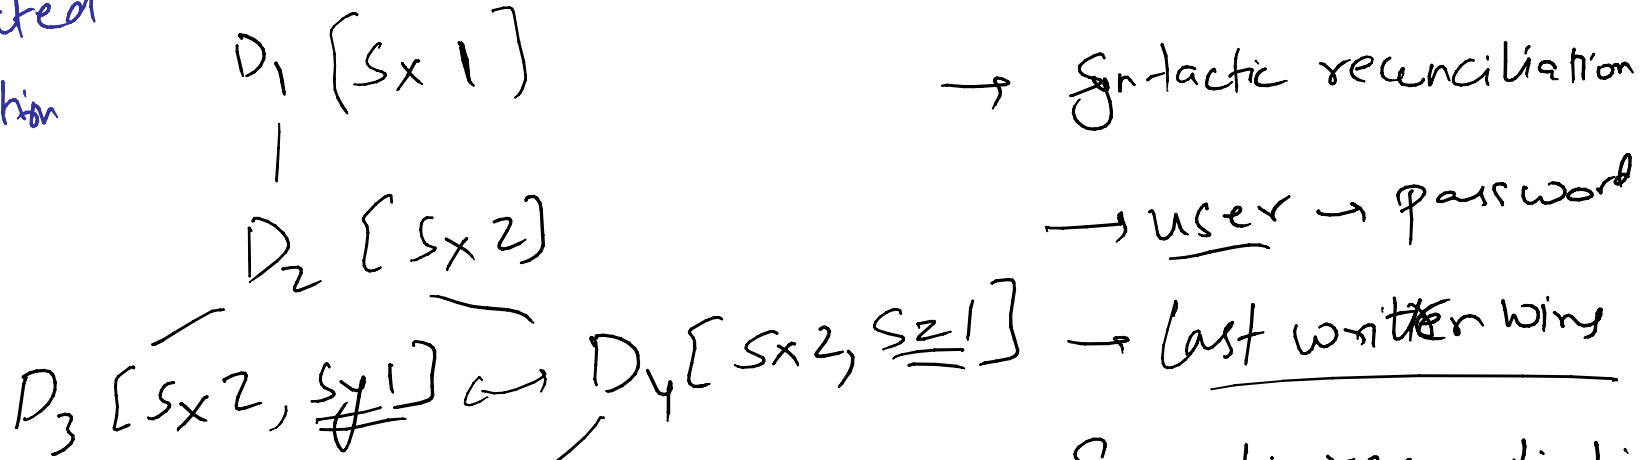 D1 [Sx 1]
→ Syntactic reconciliation
D2 [Sx 2]
→ user → password
D3 [Sx 2, Sy 1] ↔ D4 [Sx 2, Sz 1]
→ last writter wins